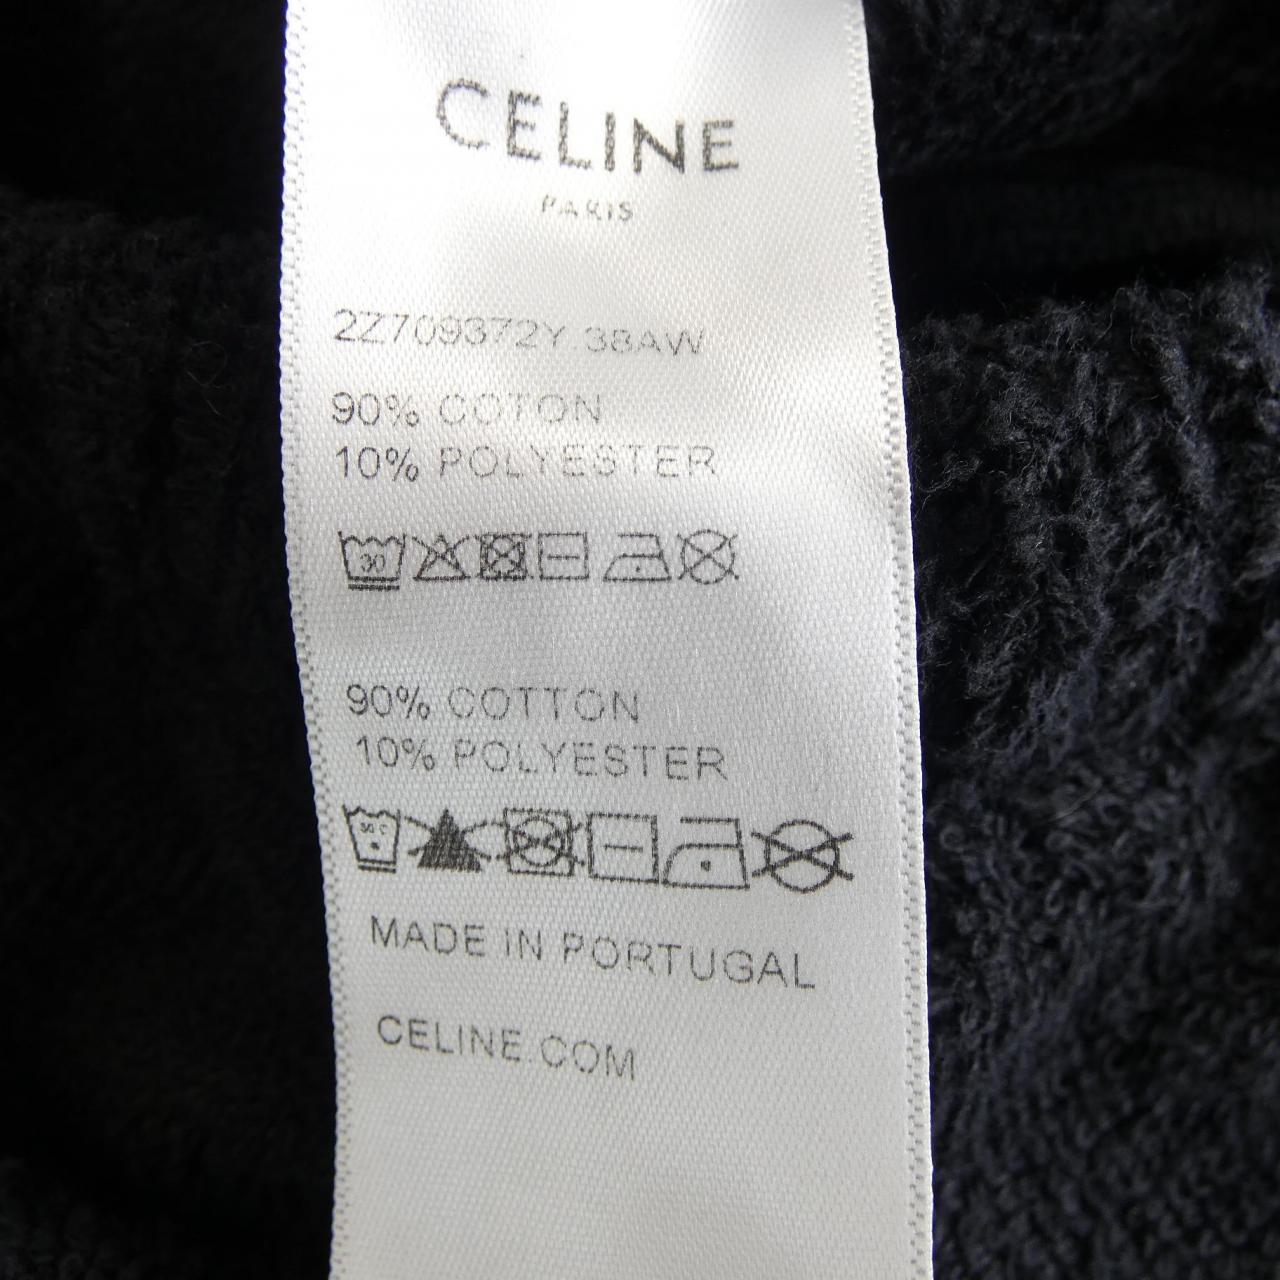 CELINE
PARIS
2Z709372Y.38AW
90% COTON
10% POLYESTER
30
90% COTTON
10% POLYESTER
MADE IN PORTUGAL
CELINE.COM